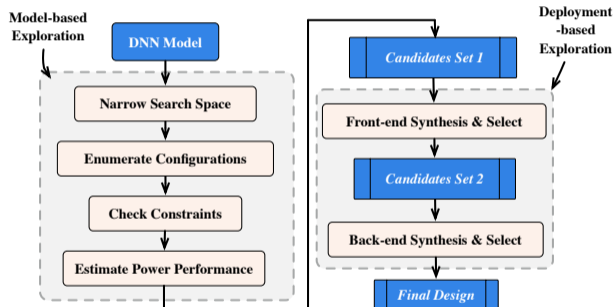 Model-based
Exploration
DNN Model
Narrow Search Space
Enumerate Configurations
Check Constraints
Estimate Power Performance
Deployment
-based
Exploration
Candidates Set 1
Front-end Synthesis & Select
Candidates Set 2
Back-end Synthesis & Select
Final Design